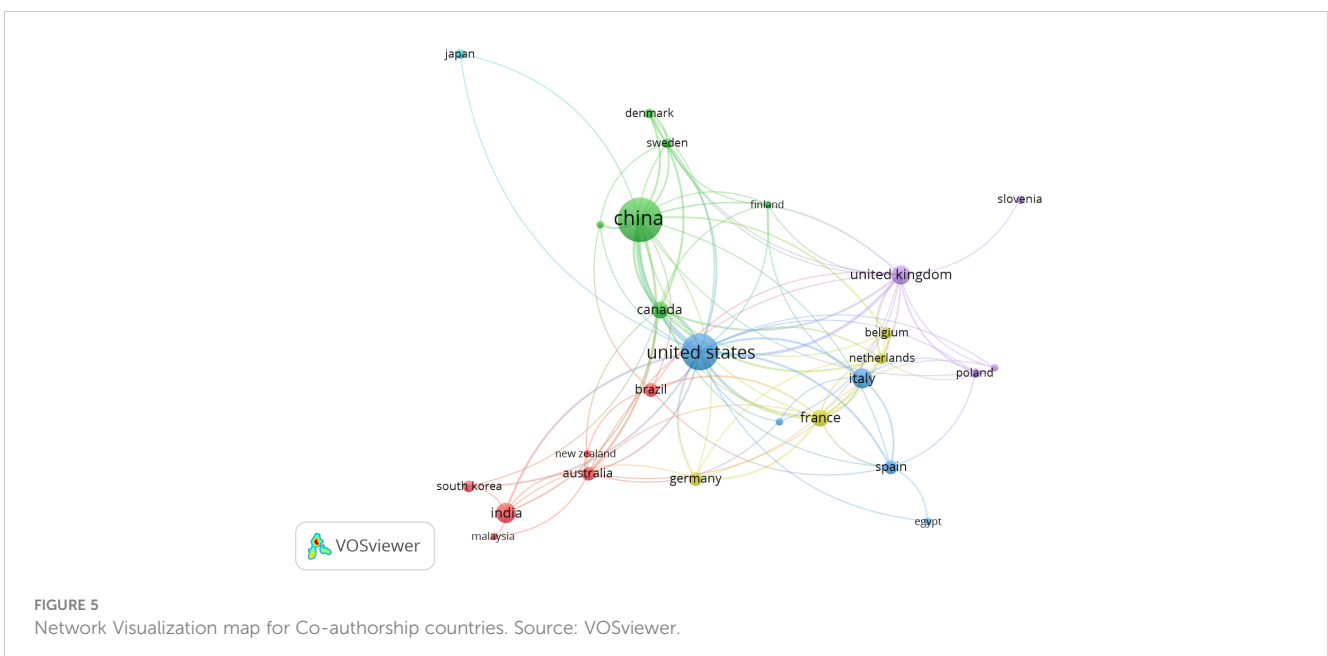 japan
denmark
sweden
finland
slovenia
china
united kingdom
canada
belgium
united states
netherlands
poland
italy
brazil
france
new zealand
australia
spain
germany
south korea
india
egypt
malaysia
VOSviewer
FIGURE 5
Network Visualization map for Co-authorship countries. Source: VOSviewer.